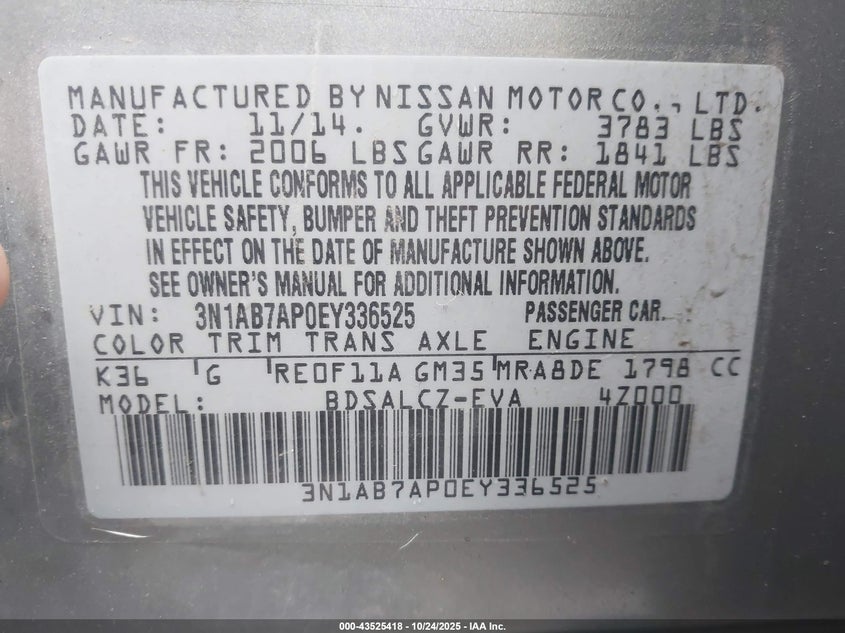 MANUFACTURED BY NISSAN MOTOR CO., LTD.
DATE: 11/14. GVWR: 3783 LBS
GAWR FR: 2006 LBS GAWR RR: 1841 LBS
THIS VEHICLE CONFORMS TO ALL APPLICABLE FEDERAL MOTOR
VEHICLE SAFETY, BUMPER AND THEFT PREVENTION STANDARDS
IN EFFECT ON THE DATE OF MANUFACTURE SHOWN ABOVE.
SEE OWNER'S MANUAL FOR ADDITIONAL INFORMATION.
VIN: 3N1AB7AP0EY336525 PASSENGER CAR.
COLOR TRIM TRANS AXLE ENGINE
K36 G RE0F11A GM35 MRA8DE 1798 CC
MODEL: BDSALCZ-EVA 4Z000
3N1AB7AP0EY336525
000-43525418 - 10/24/2025 - IAA Inc.